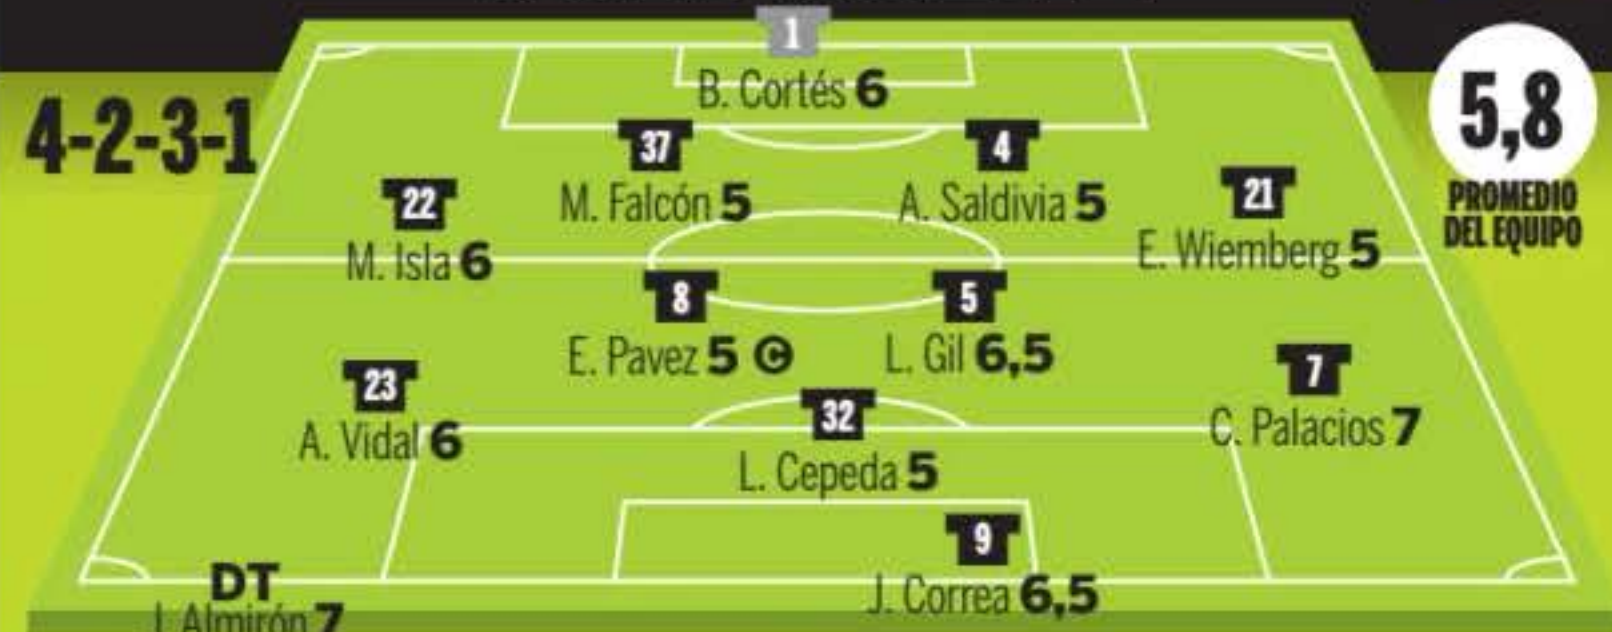 1
B. Cortés 6
4-2-3-1
5,8
PROMEDIO
DEL EQUIPO
37
M. Falcón 5
4
A. Saldivia 5
22
M. Isla 6
21
E. Wiemberg 5
8
E. Pavez 5 C
5
L. Gil 6,5
23
A. Vidal 6
32
L. Cepeda 5
7
C. Palacios 7
9
J. Correa 6,5
DT
J. Almirón 7